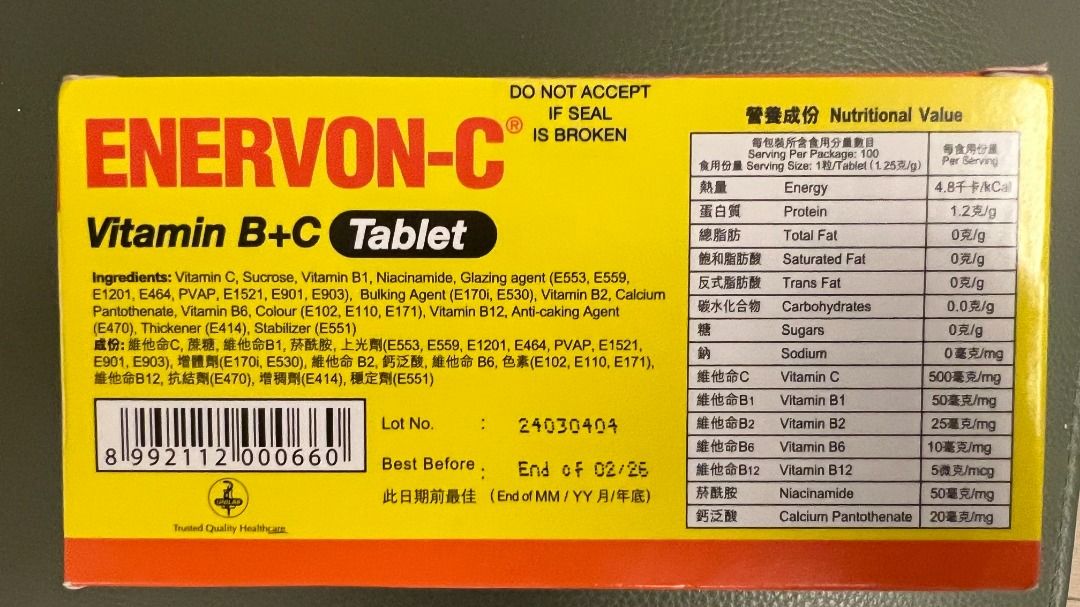 DO NOT ACCEPT
IF SEAL
IS BROKEN
ENERVON-C®
Vitamin B+C Tablet
Ingredients: Vitamin C, Sucrose, Vitamin B1, Niacinamide, Glazing agent (E553, E559,
E1201, E464, PVAP, E1521, E901, E903), Bulking Agent (E170i, E530), Vitamin B2, Calcium
Pantothenate, Vitamin B6, Colour (E102, E110, E171), Vitamin B12, Anti-caking Agent
(E470), Thickener (E414), Stabilizer (E551)
成份: 維他命C, 蔗糖, 維他命B1, 菸酰胺, 上光劑(E553, E559, E1201, E464, PVAP, E1521,
E901, E903), 增體劑(E170i, E530), 維他命 B2, 鈣泛酸, 維他命 B6, 色素(E102, E110, E171),
維他命B12, 抗結劑(E470), 增稠劑(E414), 穩定劑(E551)
8 992112 000660
Lot No. : 24030404
Best Before : End of 02/26
此日期前最佳 (End of MM / YY 月/年底)
Trusted Quality Healthcare
營養成份 Nutritional Value
每包裝所含食用分量數目
Serving Per Package: 100
食用份量 Serving Size: 1粒/Tablet (1.25克/g)
每食用份量
Per Serving
熱量 Energy 4.8千卡/kCal
蛋白質 Protein 1.2克/g
總脂肪 Total Fat 0克/g
飽和脂肪酸 Saturated Fat 0克/g
反式脂肪酸 Trans Fat 0克/g
碳水化合物 Carbohydrates 0.0克/g
糖 Sugars 0克/g
鈉 Sodium 0毫克/mg
維他命C Vitamin C 500毫克/mg
維他命B1 Vitamin B1 50毫克/mg
維他命B2 Vitamin B2 25毫克/mg
維他命B6 Vitamin B6 10毫克/mg
維他命B12 Vitamin B12 5微克/mcg
菸酰胺 Niacinamide 50毫克/mg
鈣泛酸 Calcium Pantothenate 20毫克/mg